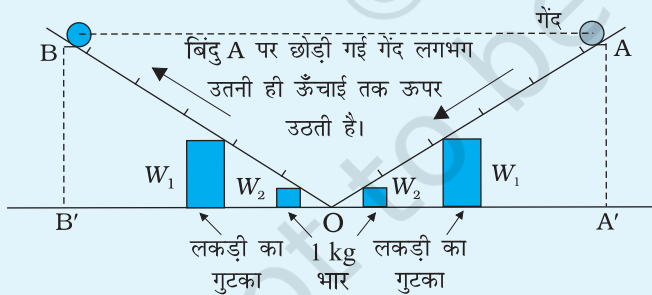 गेंद
B
A
बिंदु A पर छोड़ी गई गेंद लगभग
उतनी ही ऊँचाई तक ऊपर
उठती है।
W₁ W₂ W₂ W₁
B′ O A′
लकड़ी का 1 kg लकड़ी का
गुटका भार गुटका